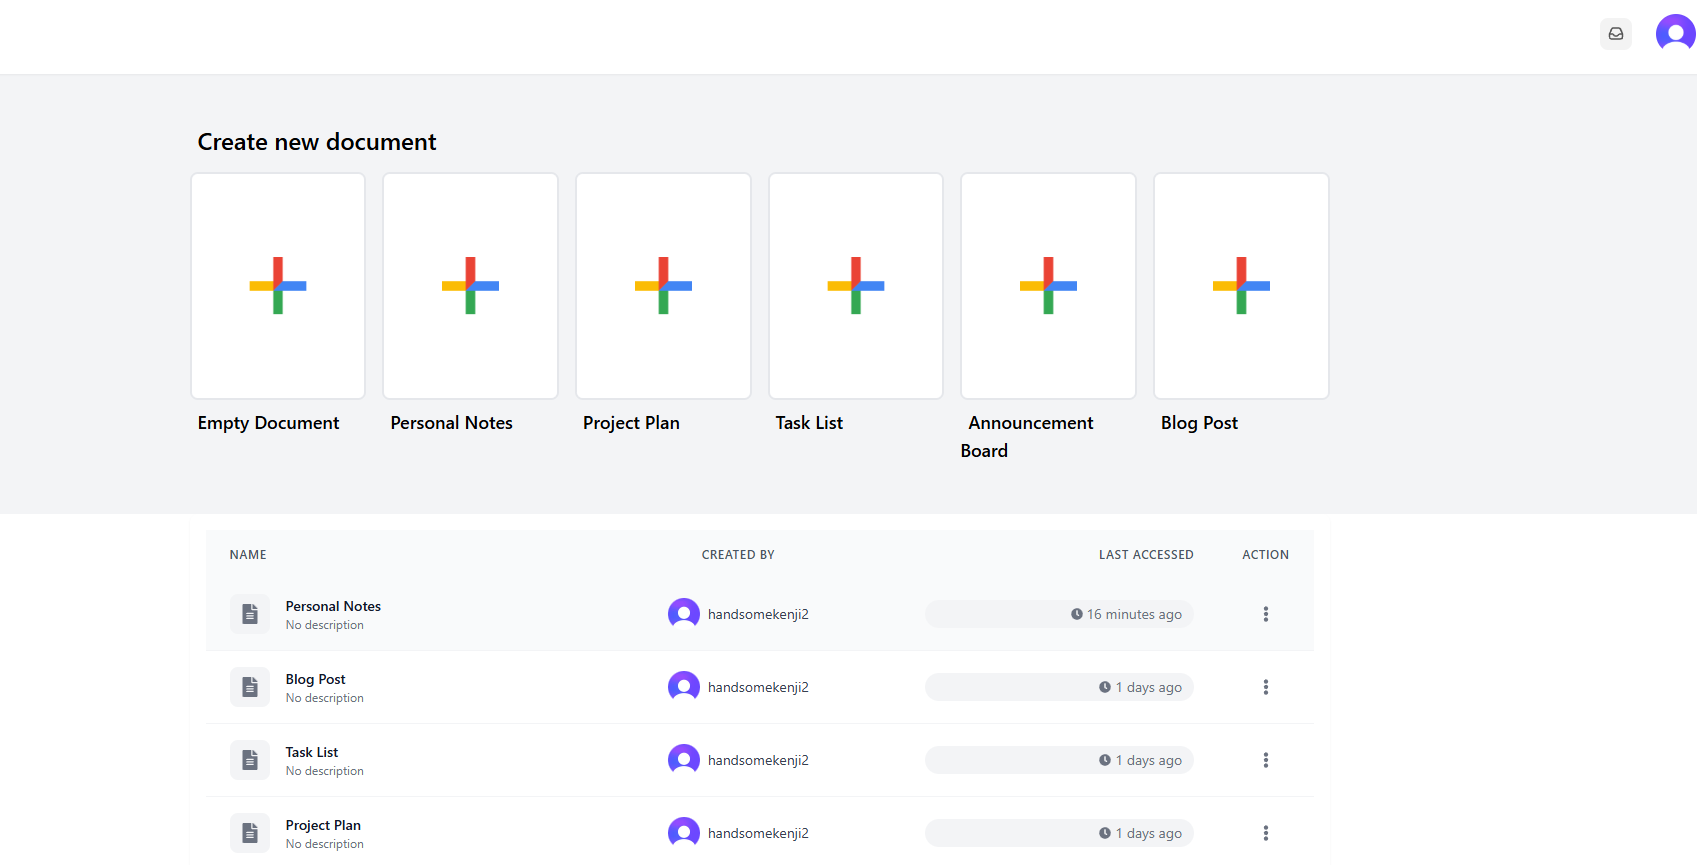 Create new document
Empty Document
Personal Notes
Project Plan
Task List
Announcement
Board
Blog Post
NAME CREATED BY LAST ACCESSED ACTION
Personal Notes
No description
handsomekenji2
16 minutes ago
Blog Post
No description
handsomekenji2
1 days ago
Task List
No description
handsomekenji2
1 days ago
Project Plan
No description
handsomekenji2
1 days ago